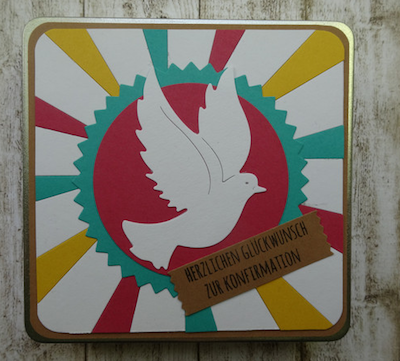 HERZLICHEN GLÜCKWUNSCH
ZUR KONFIRMATION